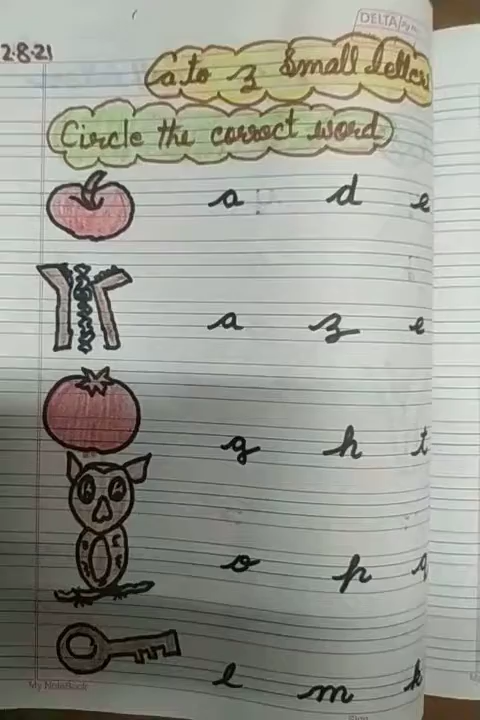 DELTA
2.8.21
a to z Small letters
Circle the correct word
a d e
a z e
g h t
o p q
l m k
My NoteBook